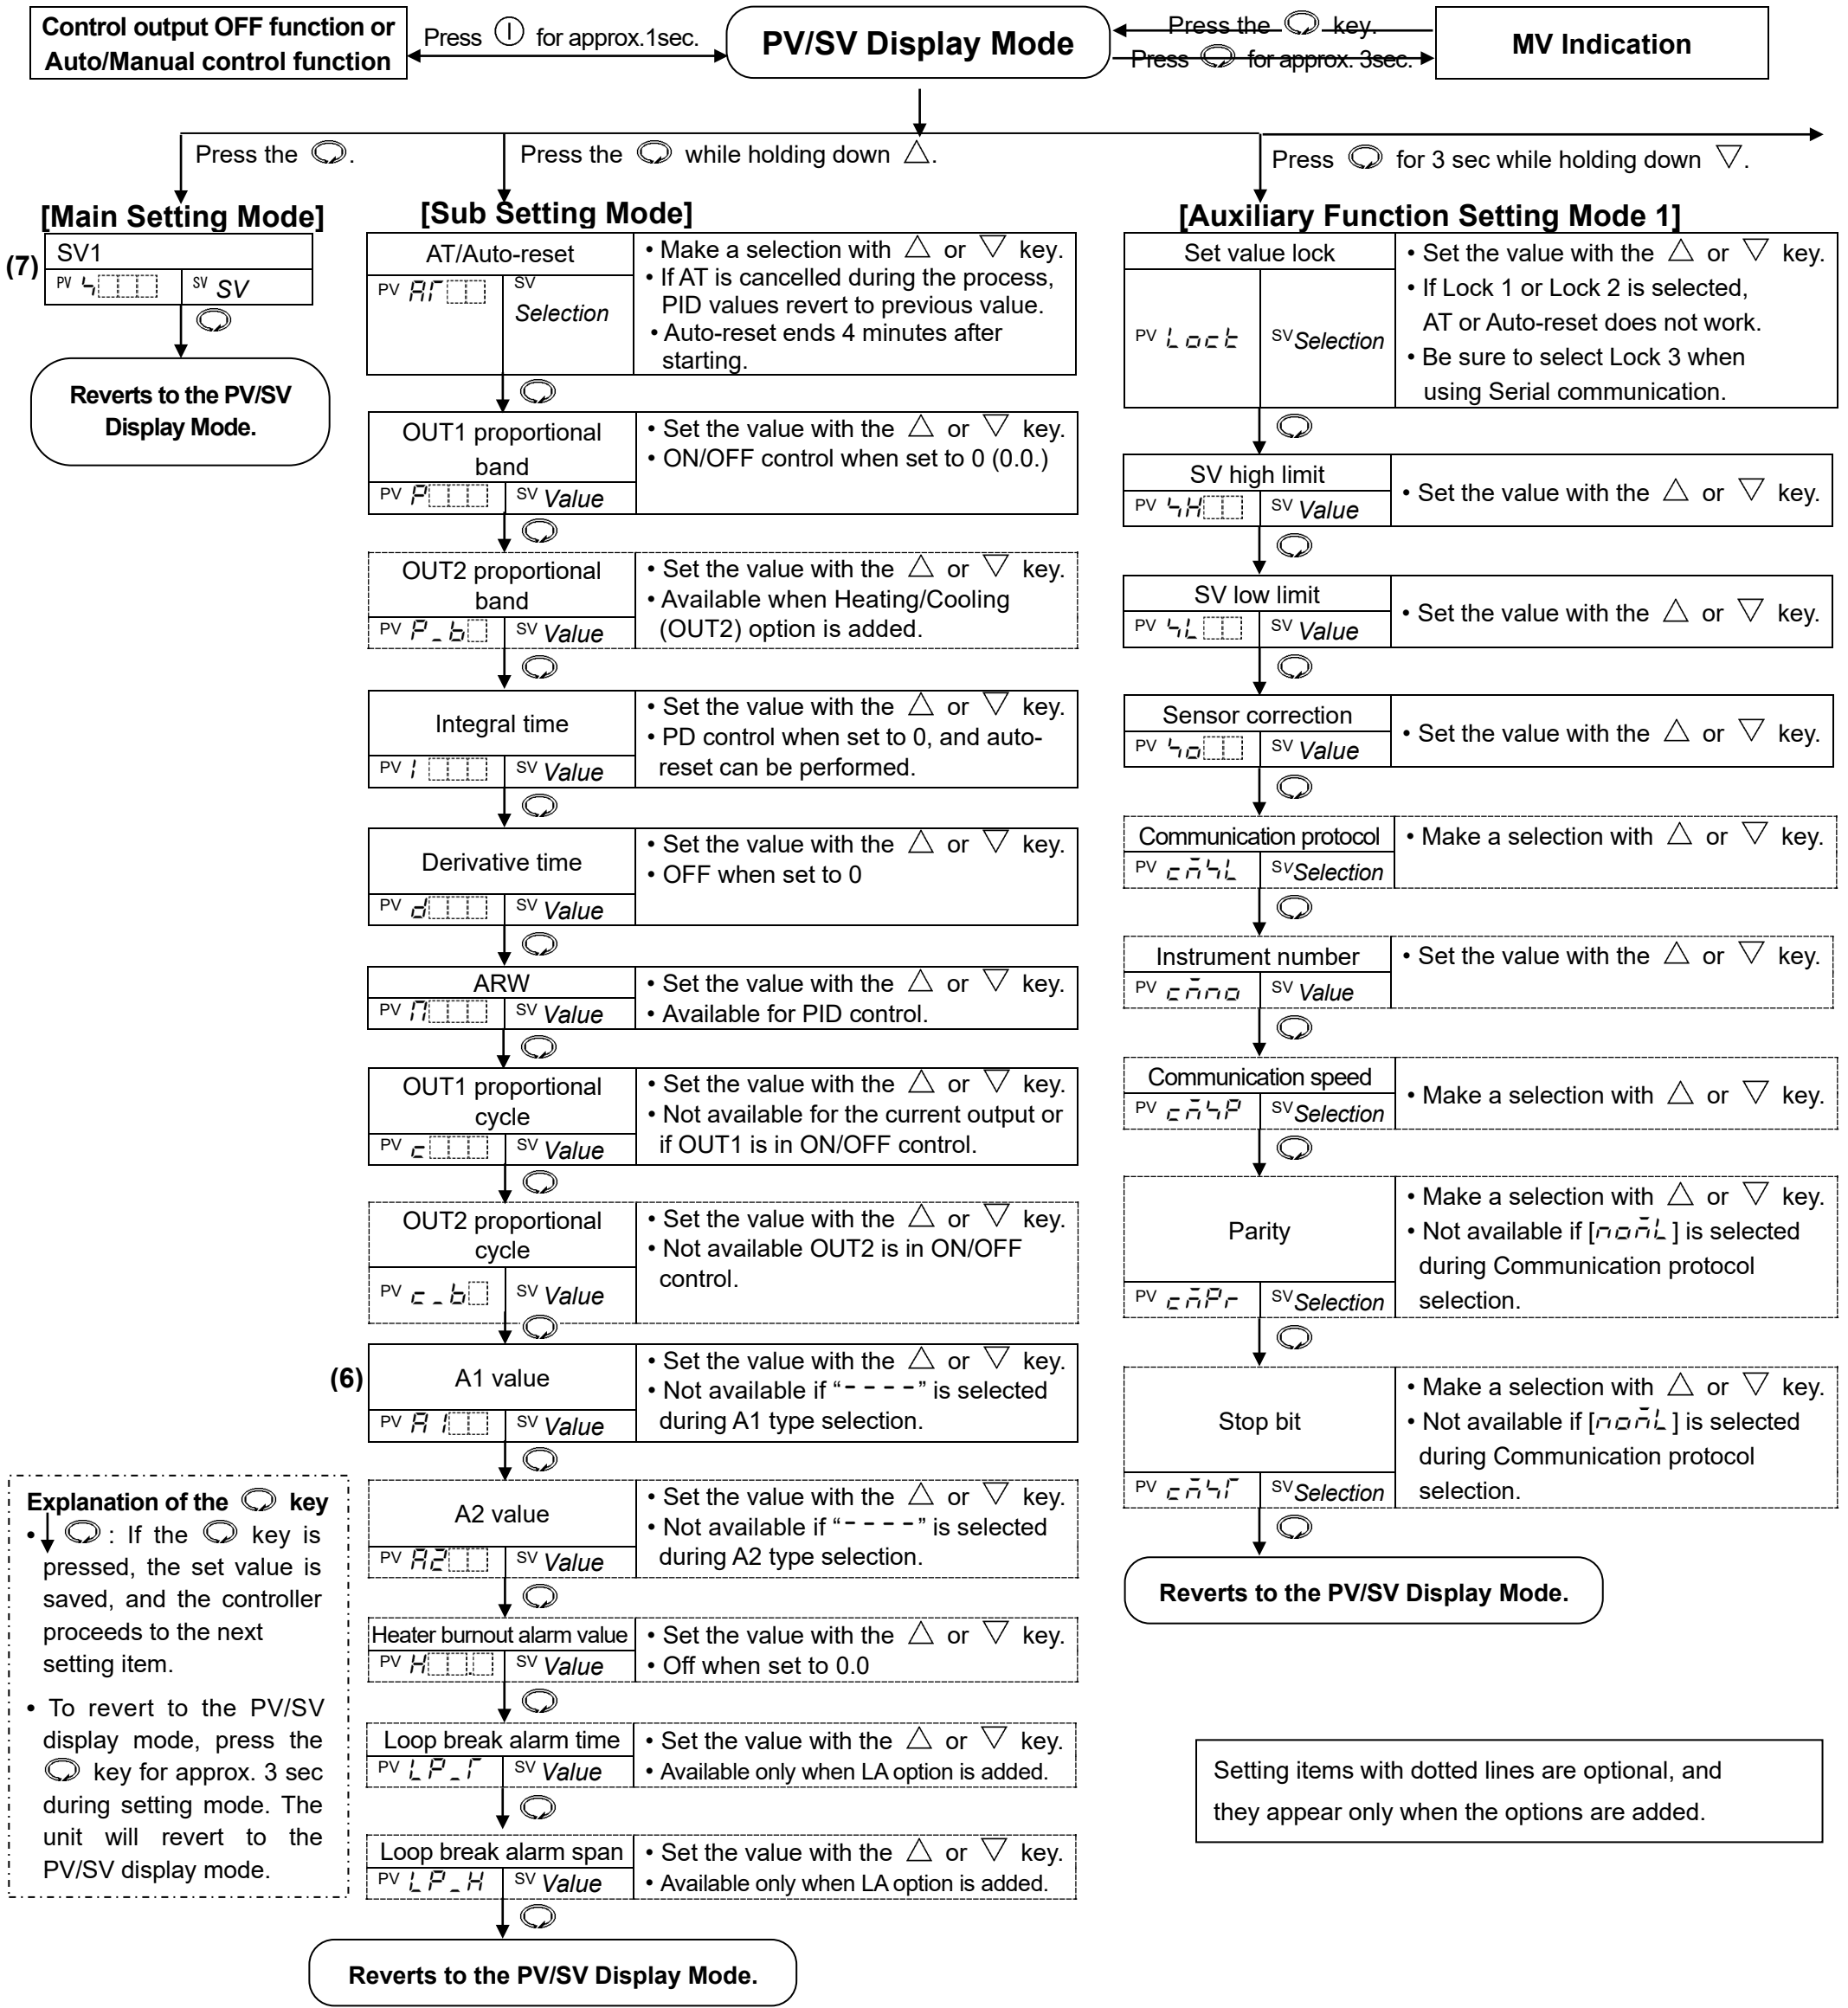 Control output OFF function or
Auto/Manual control function
Press for approx.1sec.
PV/SV Display Mode
Press the key.
Press for approx. 3sec.
MV Indication
Press the .
Press the while holding down △.
Press for 3 sec while holding down ▽.
[Main Setting Mode]
(7)
SV1
PV SV SV
Reverts to the PV/SV
Display Mode.
[Sub Setting Mode]
AT/Auto-reset
PV AT SV
Selection
• Make a selection with △ or ▽ key.
• If AT is cancelled during the process,
PID values revert to previous value.
• Auto-reset ends 4 minutes after
starting.
OUT1 proportional
band
PV P SV Value
• Set the value with the △ or ▽ key.
• ON/OFF control when set to 0 (0.0.)
OUT2 proportional
band
PV P_b SV Value
• Set the value with the △ or ▽ key.
• Available when Heating/Cooling
(OUT2) option is added.
Integral time
PV I SV Value
• Set the value with the △ or ▽ key.
• PD control when set to 0, and auto-
reset can be performed.
Derivative time
PV d SV Value
• Set the value with the △ or ▽ key.
• OFF when set to 0
ARW
PV SV Value
• Set the value with the △ or ▽ key.
• Available for PID control.
OUT1 proportional
cycle
PV c SV Value
• Set the value with the △ or ▽ key.
• Not available for the current output or
if OUT1 is in ON/OFF control.
OUT2 proportional
cycle
PV c_b SV Value
• Set the value with the △ or ▽ key.
• Not available OUT2 is in ON/OFF
control.
(6)
A1 value
PV A1 SV Value
• Set the value with the △ or ▽ key.
• Not available if “- - - -” is selected
during A1 type selection.
A2 value
PV A2 SV Value
• Set the value with the △ or ▽ key.
• Not available if “- - - -” is selected
during A2 type selection.
Heater burnout alarm value
PV H . SV Value
• Set the value with the △ or ▽ key.
• Off when set to 0.0
Loop break alarm time
PV LP_T SV Value
• Set the value with the △ or ▽ key.
• Available only when LA option is added.
Loop break alarm span
PV LP_H SV Value
• Set the value with the △ or ▽ key.
• Available only when LA option is added.
Reverts to the PV/SV Display Mode.
[Auxiliary Function Setting Mode 1]
Set value lock
PV Lock SV Selection
• Set the value with the △ or ▽ key.
• If Lock 1 or Lock 2 is selected,
AT or Auto-reset does not work.
• Be sure to select Lock 3 when
using Serial communication.
SV high limit
PV sH SV Value
• Set the value with the △ or ▽ key.
SV low limit
PV sL SV Value
• Set the value with the △ or ▽ key.
Sensor correction
PV so SV Value
• Set the value with the △ or ▽ key.
Communication protocol
PV cmsL SV Selection
• Make a selection with △ or ▽ key.
Instrument number
PV cmno SV Value
• Set the value with the △ or ▽ key.
Communication speed
PV cmsP SV Selection
• Make a selection with △ or ▽ key.
Parity
PV cmPr SV Selection
• Make a selection with △ or ▽ key.
• Not available if [nomL] is selected
during Communication protocol
selection.
Stop bit
PV cmsT SV Selection
• Make a selection with △ or ▽ key.
• Not available if [nomL] is selected
during Communication protocol
selection.
Reverts to the PV/SV Display Mode.
Explanation of the key
• : If the key is
pressed, the set value is
saved, and the controller
proceeds to the next
setting item.
• To revert to the PV/SV
display mode, press the
key for approx. 3 sec
during setting mode. The
unit will revert to the
PV/SV display mode.
Setting items with dotted lines are optional, and
they appear only when the options are added.